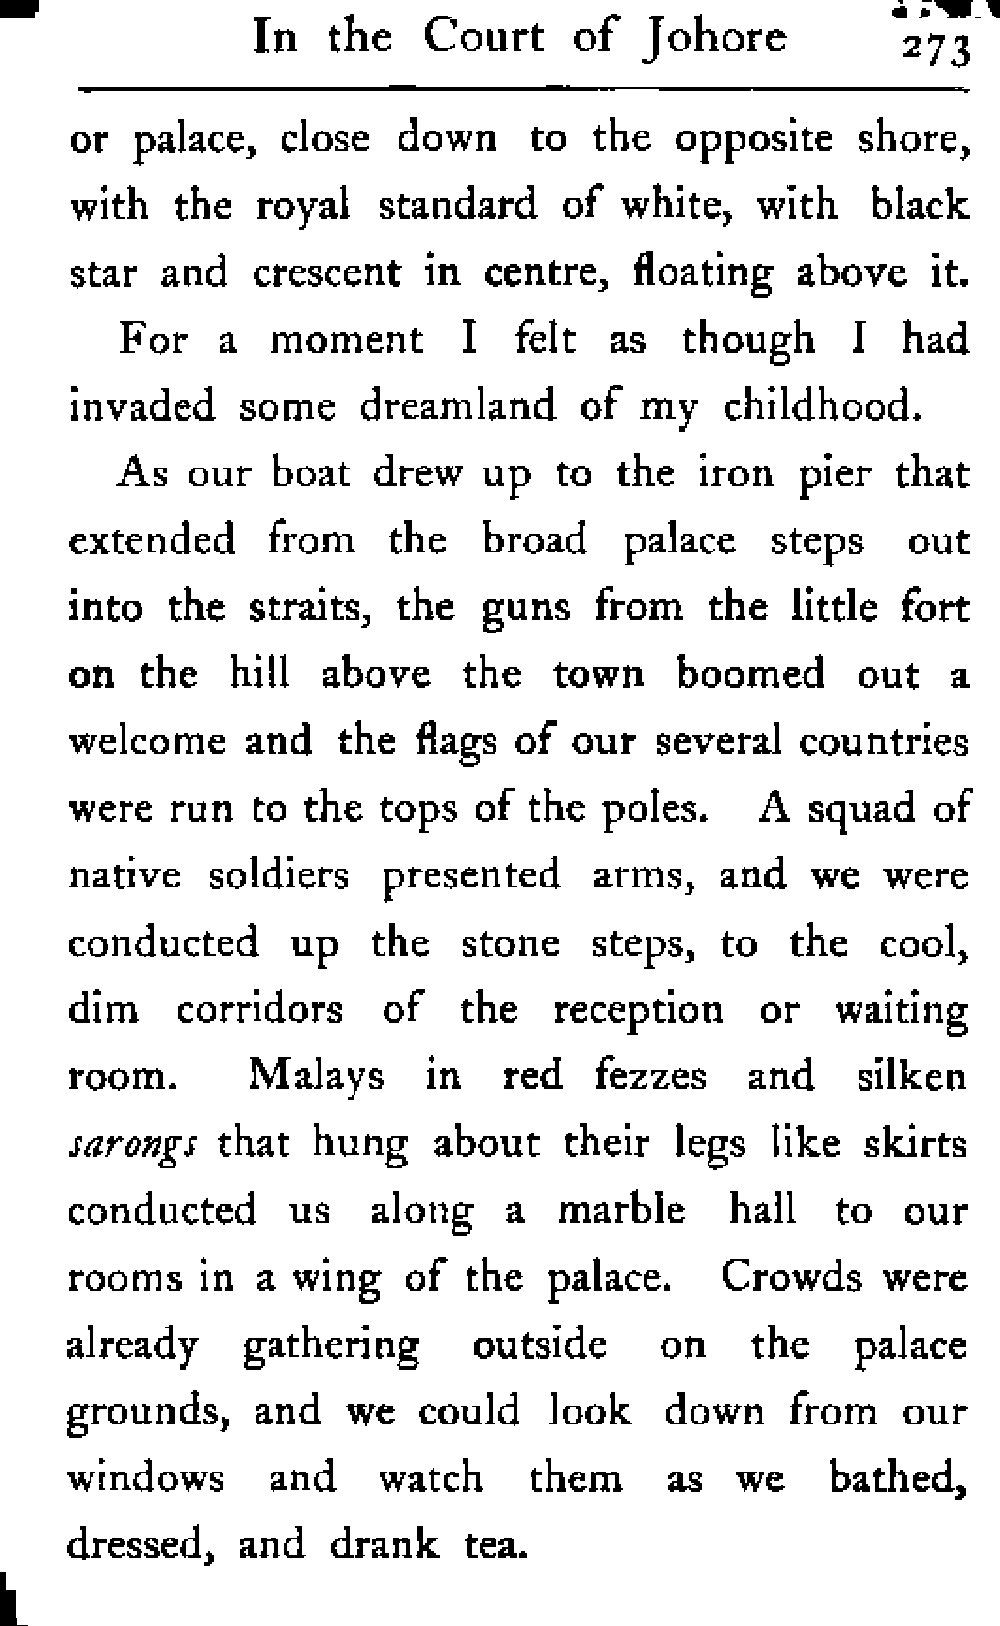 In the Court of Johore 273
or palace, close down to the opposite shore,
with the royal standard of white, with black
star and crescent in centre, floating above it.
For a moment I felt as though I had
invaded some dreamland of my childhood.
As our boat drew up to the iron pier that
extended from the broad palace steps out
into the straits, the guns from the little fort
on the hill above the town boomed out a
welcome and the flags of our several countries
were run to the tops of the poles. A squad of
native soldiers presented arms, and we were
conducted up the stone steps, to the cool,
dim corridors of the reception or waiting
room. Malays in red fezzes and silken
sarongs that hung about their legs like skirts
conducted us along a marble hall to our
rooms in a wing of the palace. Crowds were
already gathering outside on the palace
grounds, and we could look down from our
windows and watch them as we bathed,
dressed, and drank tea.